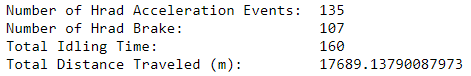 Number of Hrad Acceleration Events: 135
Number of Hrad Brake: 107
Total Idling Time: 160
Total Distance Traveled (m): 17689.13790087973